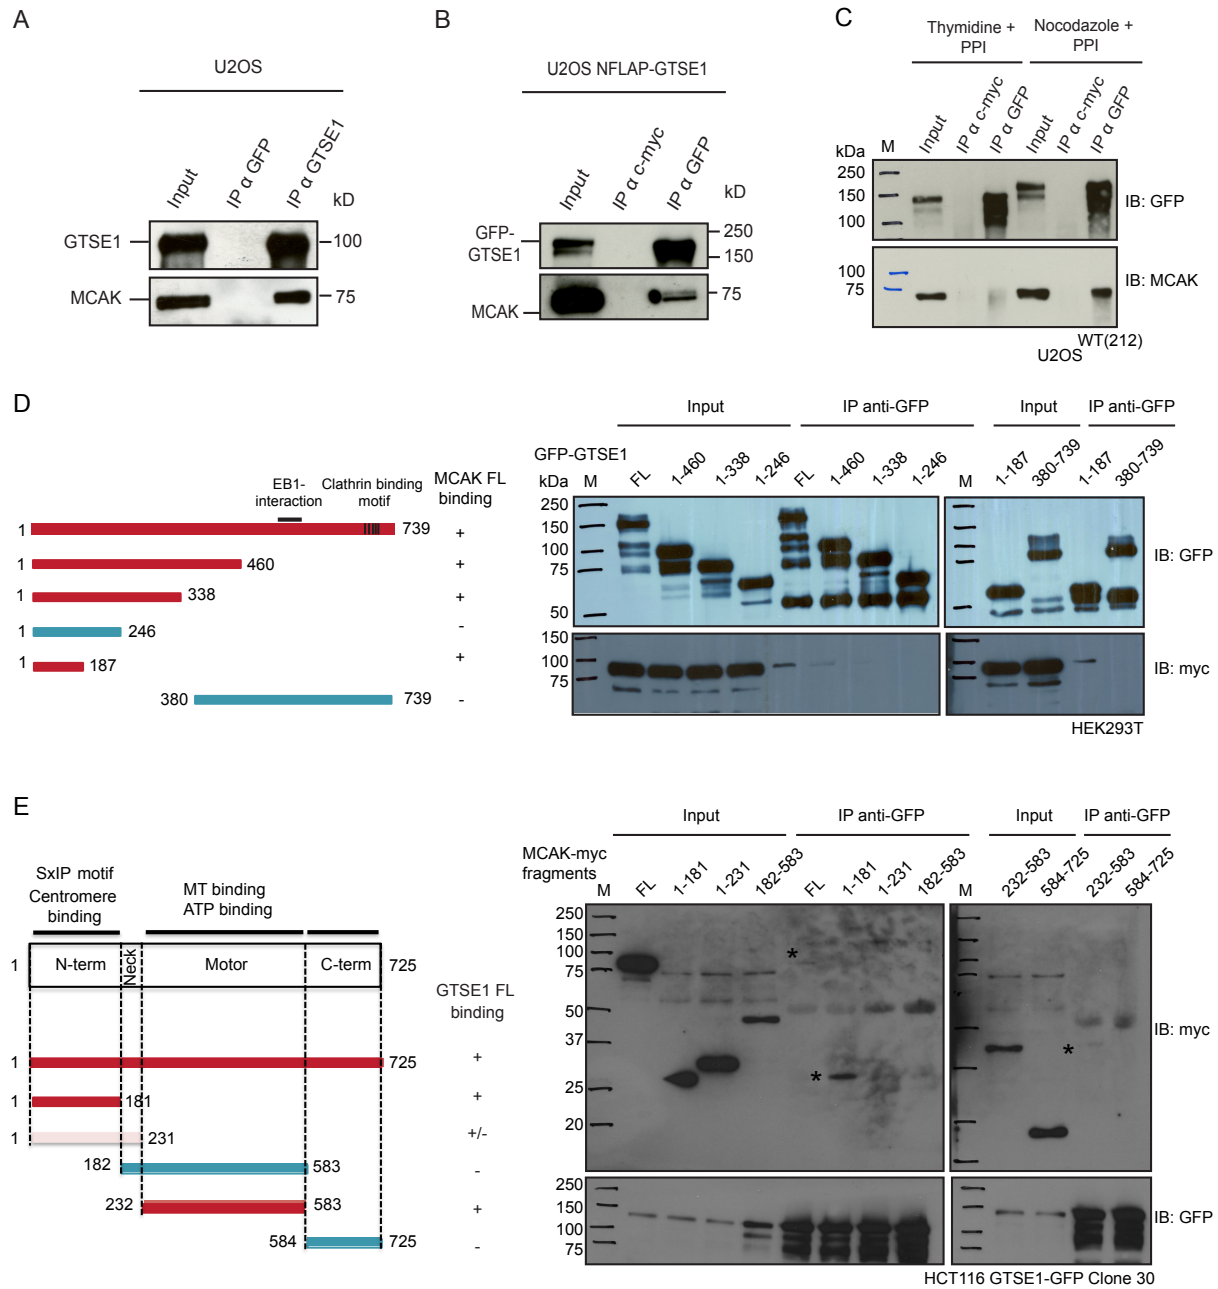 A
U2OS
Input
IP α GFP
IP α GTSE1
kD
GTSE1
100
MCAK
75
B
U2OS NFLAP-GTSE1
Input
IP α c-myc
IP α GFP
kD
GFP-
GTSE1
250
150
MCAK
75
C
Thymidine +
PPI
Nocodazole +
PPI
kDa
M
Input
IP α c-myc
IP α GFP
Input
IP α c-myc
IP α GFP
250
150
100
IB: GFP
100
75
IB: MCAK
WT(212)
U2OS
D
EB1-
interaction
Clathrin binding
motif
MCAK FL
binding
1
739
+
1
460
+
1
338
+
1
246
-
1
187
+
380
739
-
Input
IP anti-GFP
Input
IP anti-GFP
GFP-GTSE1
kDa
M
FL
1-460
1-338
1-246
FL
1-460
1-338
1-246
M
1-187
380-739
1-187
380-739
250
150
100
75
50
IB: GFP
150
100
75
IB: myc
HEK293T
E
SxIP motif
Centromere
binding
MT binding
ATP binding
1
N-term
Neck
Motor
C-term
725
GTSE1 FL
binding
1
725
+
1
181
+
1
231
+/-
182
583
-
232
583
+
584
725
-
Input
IP anti-GFP
Input
IP anti-GFP
MCAK-myc
fragments
M
FL
1-181
1-231
182-583
FL
1-181
1-231
182-583
M
232-583
584-725
232-583
584-725
250
150
100
75
50
37
25
20
*
*
*
IB: myc
250
150
100
75
IB: GFP
HCT116 GTSE1-GFP Clone 30